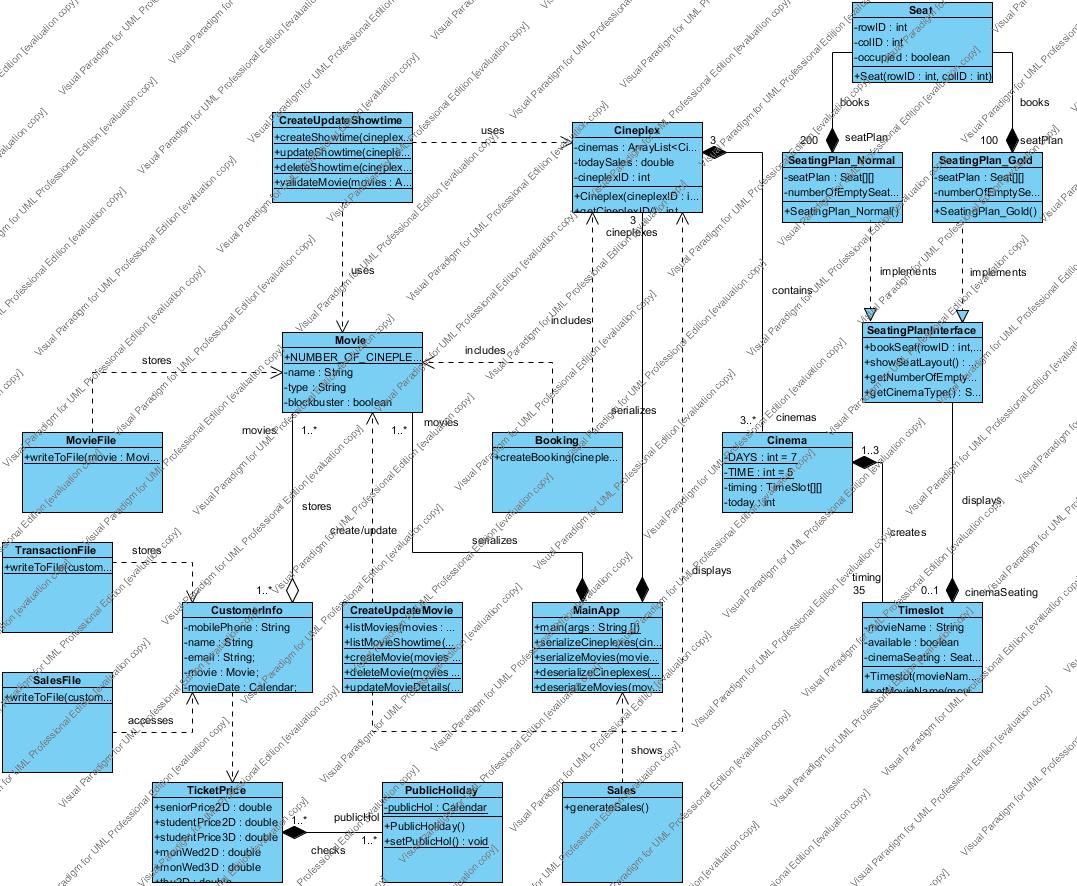 Seat
-rowID : int
-colID : int
-occupied : boolean
+Seat(rowID : int, collD : int)
books
books
200
seatPlan
100
seatPlan
CreateUpdateShowtime
+createShowtime(cineplex...
+updateShowtime(cineple...
+deleteShowtime(cineplex...
+validateMovie(movies : A...
uses
Cineplex
-cinemas : ArrayList<Ci...
-todaySales : double
-cineplexID : int
+Cineplex(cineplexID : i...
+getCineplexID() : int
3
3
cineplexes
SeatingPlan_Normal
-seatPlan : Seat[][]
-numberOfEmptySeat...
+SeatingPlan_Normal()
SeatingPlan_Gold
-seatPlan : Seat[][]
-numberOfEmptySe...
+SeatingPlan_Gold()
uses
contains
implements
implements
includes
SeatingPlanInterface
+bookSeat(rowID : int,...
+showSeatLayout() : ...
+getNumberOfEmpty...
+getCinemaType() : S...
Movie
+NUMBER_OF_CINEPLE...
-name : String
-type : String
-blockbuster : boolean
stores
includes
serializes
3..*
cinemas
movies
1..*
1..*
movies
MovieFile
+writeToFile(movie : Movi...
Booking
+createBooking(cineple...
Cinema
-DAYS : int = 7
-TIME : int = 5
-timing : TimeSlot[][]
-today : int
1..3
stores
create/update
serializes
displays
creates
displays
TransactionFile
+writeToFile(custom...
stores
1..*
timing
35
0..1
cinemaSeating
CustomerInfo
-mobilePhone : String
-name : String
-email : String;
-movie : Movie;
-movieDate : Calendar;
CreateUpdateMovie
+listMovies(movies : ...
+listMovieShowtime(...
+createMovie(movies ...
+deleteMovie(movies ...
+updateMovieDetails(...
MainApp
+main(args : String [])
+serializeCineplexes(cin...
+serializeMovies(movie...
+deserializeCineplexes(...
+deserializeMovies(mov...
Timeslot
-movieName : String
-available : boolean
-cinemaSeating : Seat...
+Timeslot(movieNam...
+setMovieName(mov...
SalesFile
+writeToFile(custom...
accesses
shows
TicketPrice
+seniorPrice2D : double
+studentPrice2D : double
+studentPrice3D : double
+monWed2D : double
+monWed3D : double
+thu2D : double
1..*
checks
publicHol
1..*
PublicHoliday
-publicHol : Calendar
+PublicHoliday()
+setPublicHol() : void
Sales
+generateSales()
Visual Paradigm for UML Professional Edition [evaluation copy]